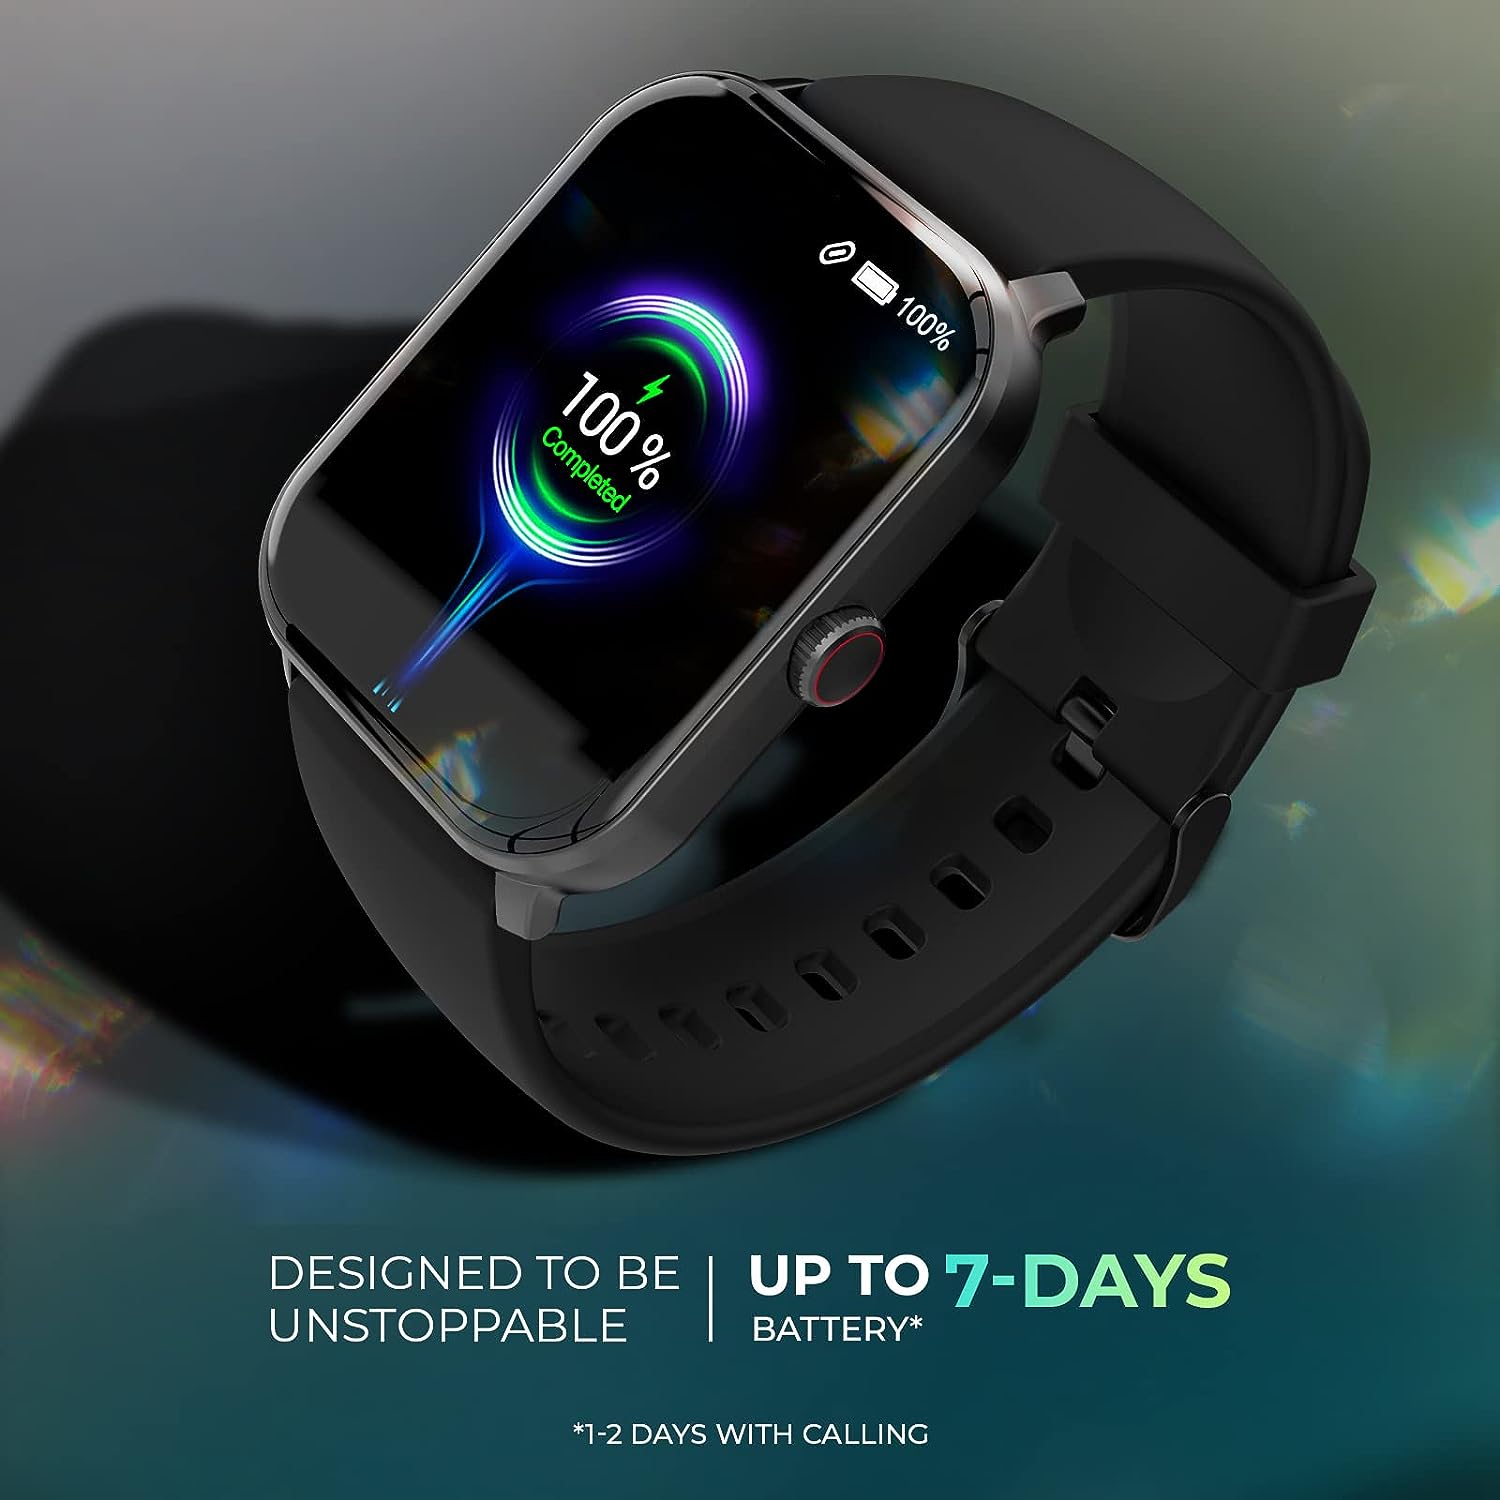 100%
100%
Completed
DESIGNED TO BE
UNSTOPPABLE
UP TO 7-DAYS
BATTERY*
*1-2 DAYS WITH CALLING